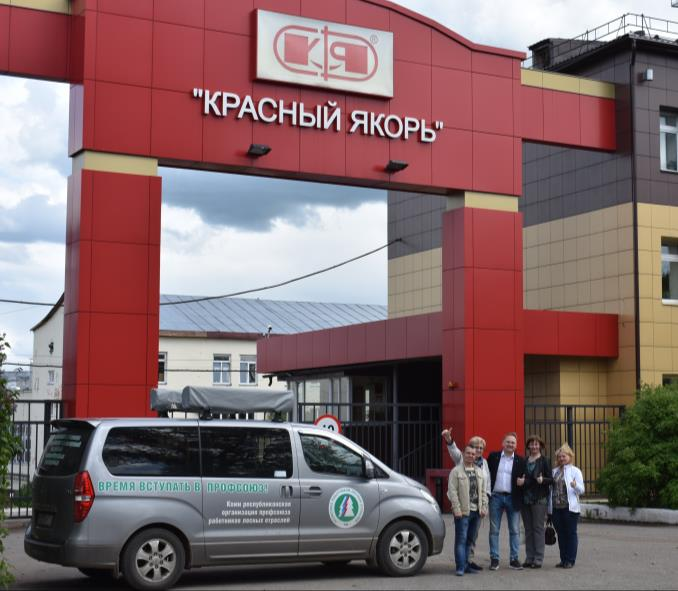 КЯ
"КРАСНЫЙ ЯКОРЬ"
ВРЕМЯ ВСТУПАТЬ В ПРОФСОЮЗ!
Коми республиканская
организация профсоюза
работников лесных отраслей